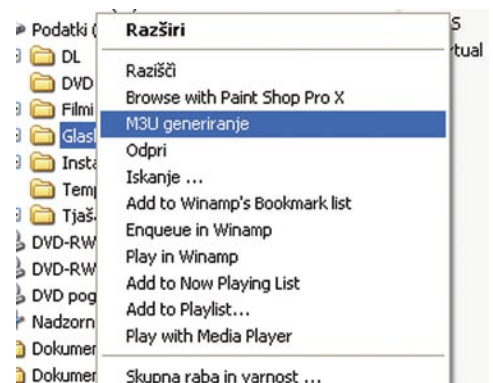 Podatki (
DL
DVD
Filmi
Glasl
Insta
Temp
Tjaš
DVD-RW
DVD-RW
DVD pog
Nadzorn
Dokumer
Dokumer
Razširi
Razišči
Browse with Paint Shop Pro X
M3U generiranje
Odpri
Iskanje ...
Add to Winamp's Bookmark list
Enqueue in Winamp
Play in Winamp
Add to Now Playing List
Add to Playlist...
Play with Media Player
Skupna raba in varnost ...
S
tual